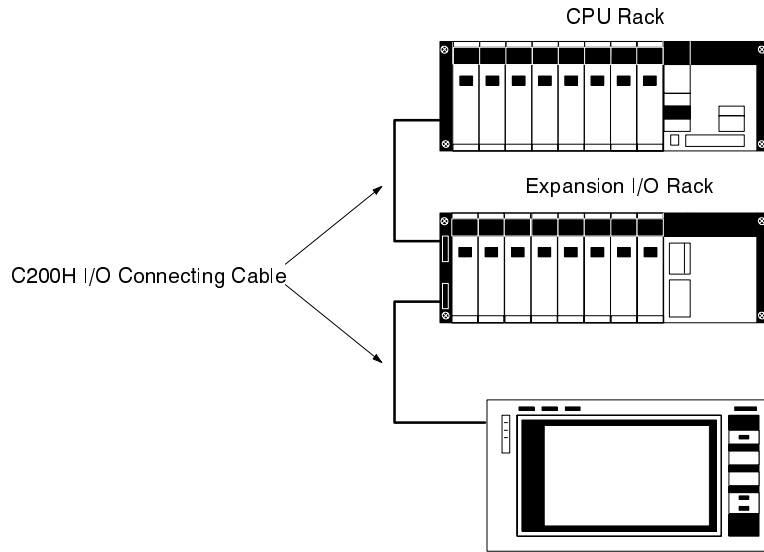 CPU Rack
Expansion I/O Rack
C200H I/O Connecting Cable